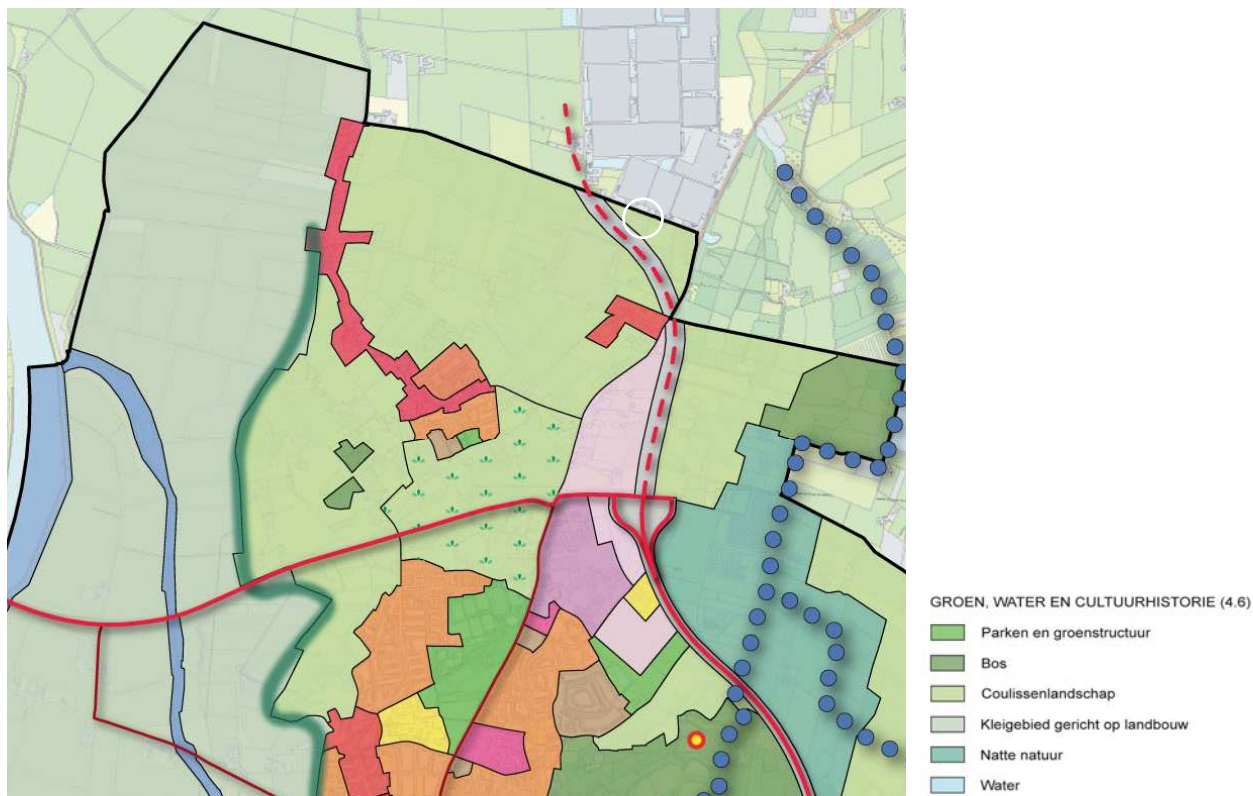 GROEN, WATER EN CULTUURHISTORIE (4.6)
Parken en groenstructuur
Bos
Coulissenlandschap
Kleigebied gericht op landbouw
Natte natuur
Water